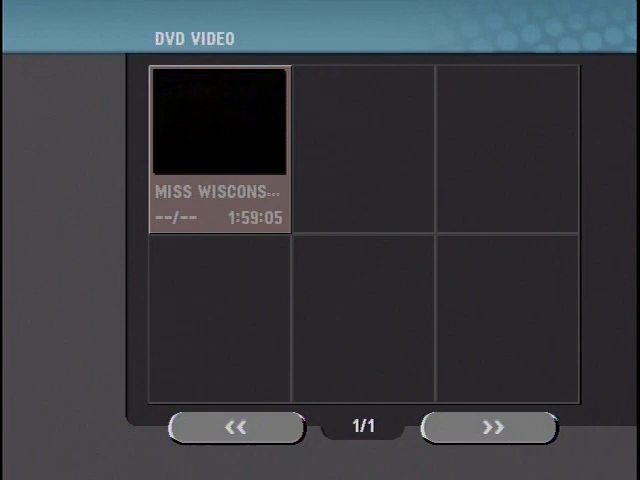 DVD VIDEO
MISS WISCONS...
--/-- 1:59:05
<< 1/1 >>